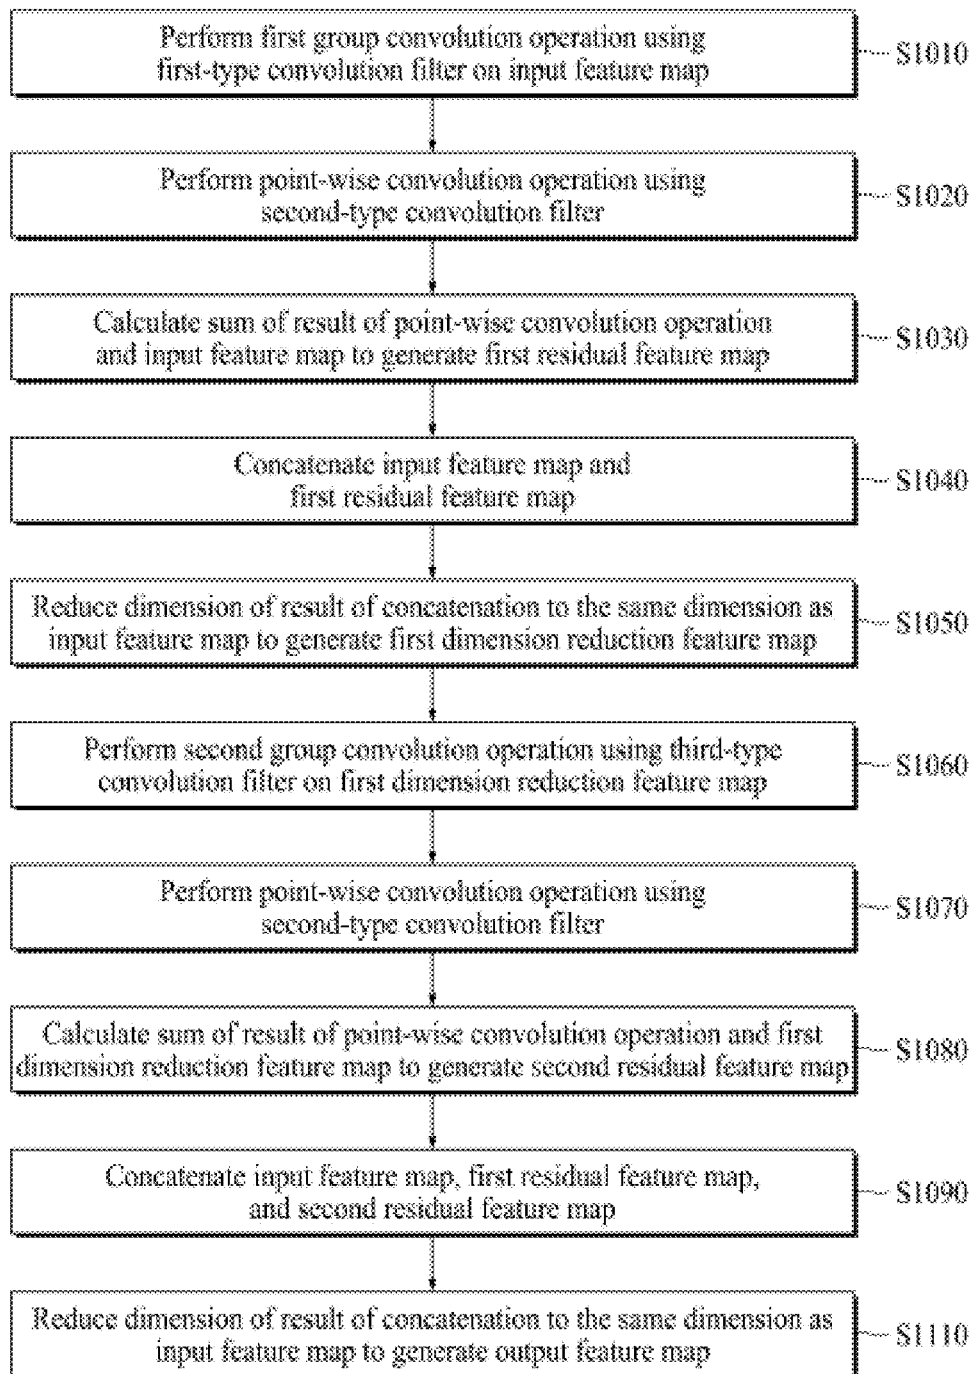 Perform first group convolution operation using
first-type convolution filter on input feature map
S1010
Perform point-wise convolution operation using
second-type convolution filter
S1020
Calculate sum of result of point-wise convolution operation
and input feature map to generate first residual feature map
S1030
Concatenate input feature map and
first residual feature map
S1040
Reduce dimension of result of concatenation to the same dimension as
input feature map to generate first dimension reduction feature map
S1050
Perform second group convolution operation using third-type
convolution filter on first dimension reduction feature map
S1060
Perform point-wise convolution operation using
second-type convolution filter
S1070
Calculate sum of result of point-wise convolution operation and first
dimension reduction feature map to generate second residual feature map
S1080
Concatenate input feature map, first residual feature map,
and second residual feature map
S1090
Reduce dimension of result of concatenation to the same dimension as
input feature map to generate output feature map
S1110